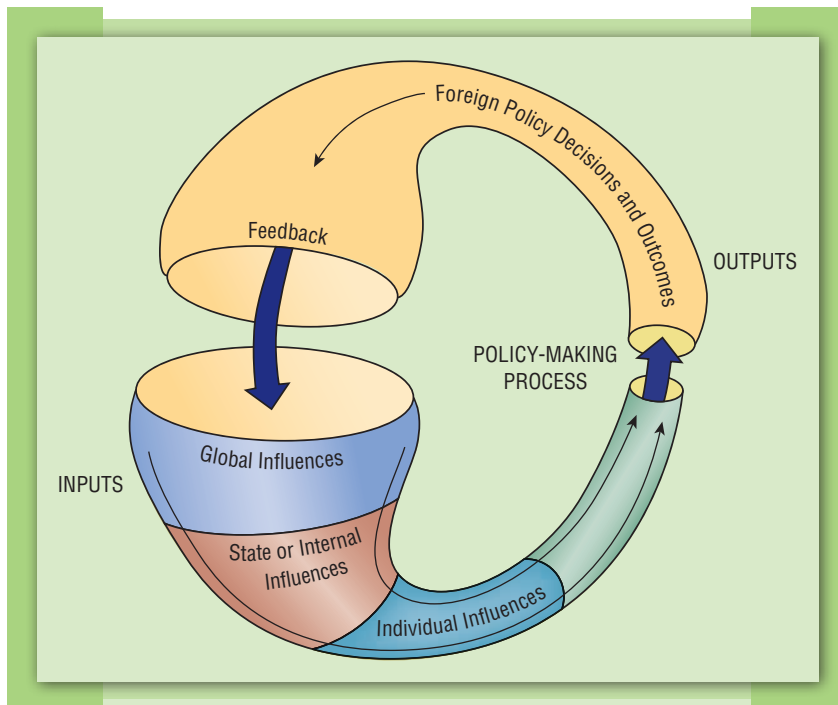 Foreign Policy Decisions and Outcomes
Feedback
OUTPUTS
POLICY-MAKING
PROCESS
Global Influences
INPUTS
State or Internal
Influences
Individual Influences